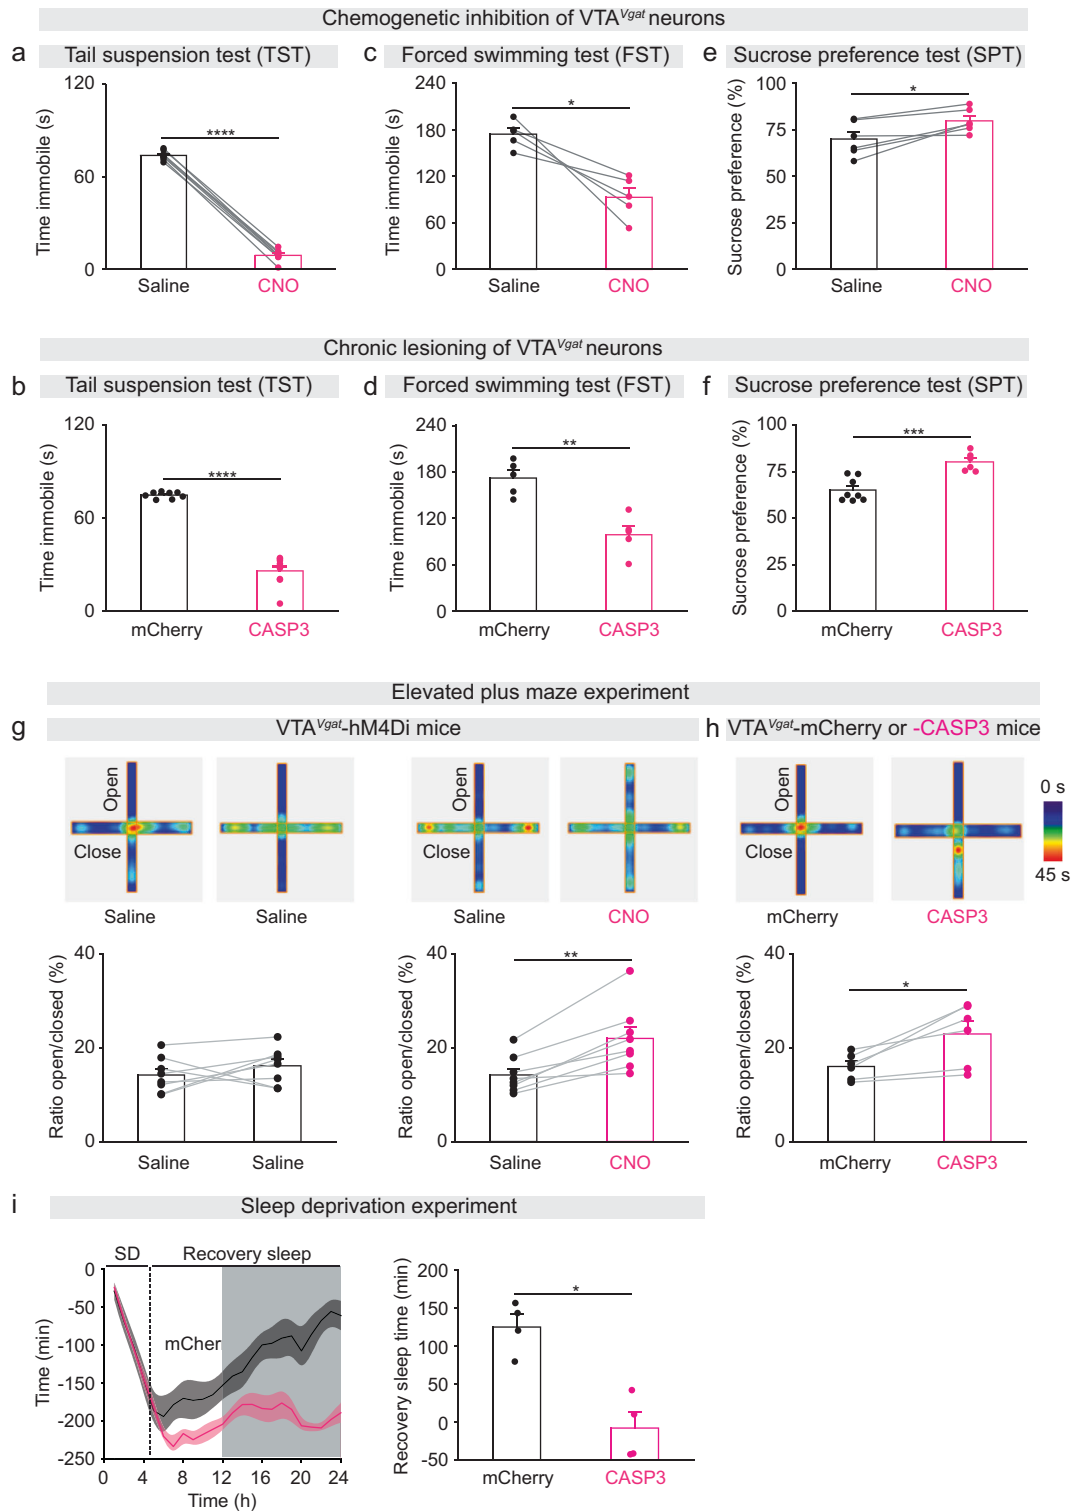 Chemogenetic inhibition of VTAVgat neurons
a Tail suspension test (TST)
Time immobile (s)
120
60
0
****
Saline CNO
c Forced swimming test (FST)
Time immobile (s)
240
180
120
60
0
*
Saline CNO
e Sucrose preference test (SPT)
Sucrose preference (%)
100
75
50
25
0
*
Saline CNO
Chronic lesioning of VTAVgat neurons
b Tail suspension test (TST)
Time immobile (s)
120
60
0
****
mCherry CASP3
d Forced swimming test (FST)
Time immobile (s)
240
180
120
60
0
**
mCherry CASP3
f Sucrose preference test (SPT)
Sucrose preference (%)
100
75
50
25
0
***
mCherry CASP3
Elevated plus maze experiment
g VTAVgat-hM4Di mice
Open
Close
Saline Saline
Open
Close
Saline CNO
h VTAVgat-mCherry or -CASP3 mice
Open
Close
mCherry CASP3
0 s
45 s
Ratio open/closed (%)
40
20
0
Saline Saline
Ratio open/closed (%)
40
20
0
**
Saline CNO
Ratio open/closed (%)
40
20
0
*
mCherry CASP3
i Sleep deprivation experiment
SD Recovery sleep
Time (min)
0
-50
-100
-150
-200
-250
mCher
0 4 8 12 16 20 24
Time (h)
Recovery sleep time (min)
200
150
100
50
0
-50
*
mCherry CASP3